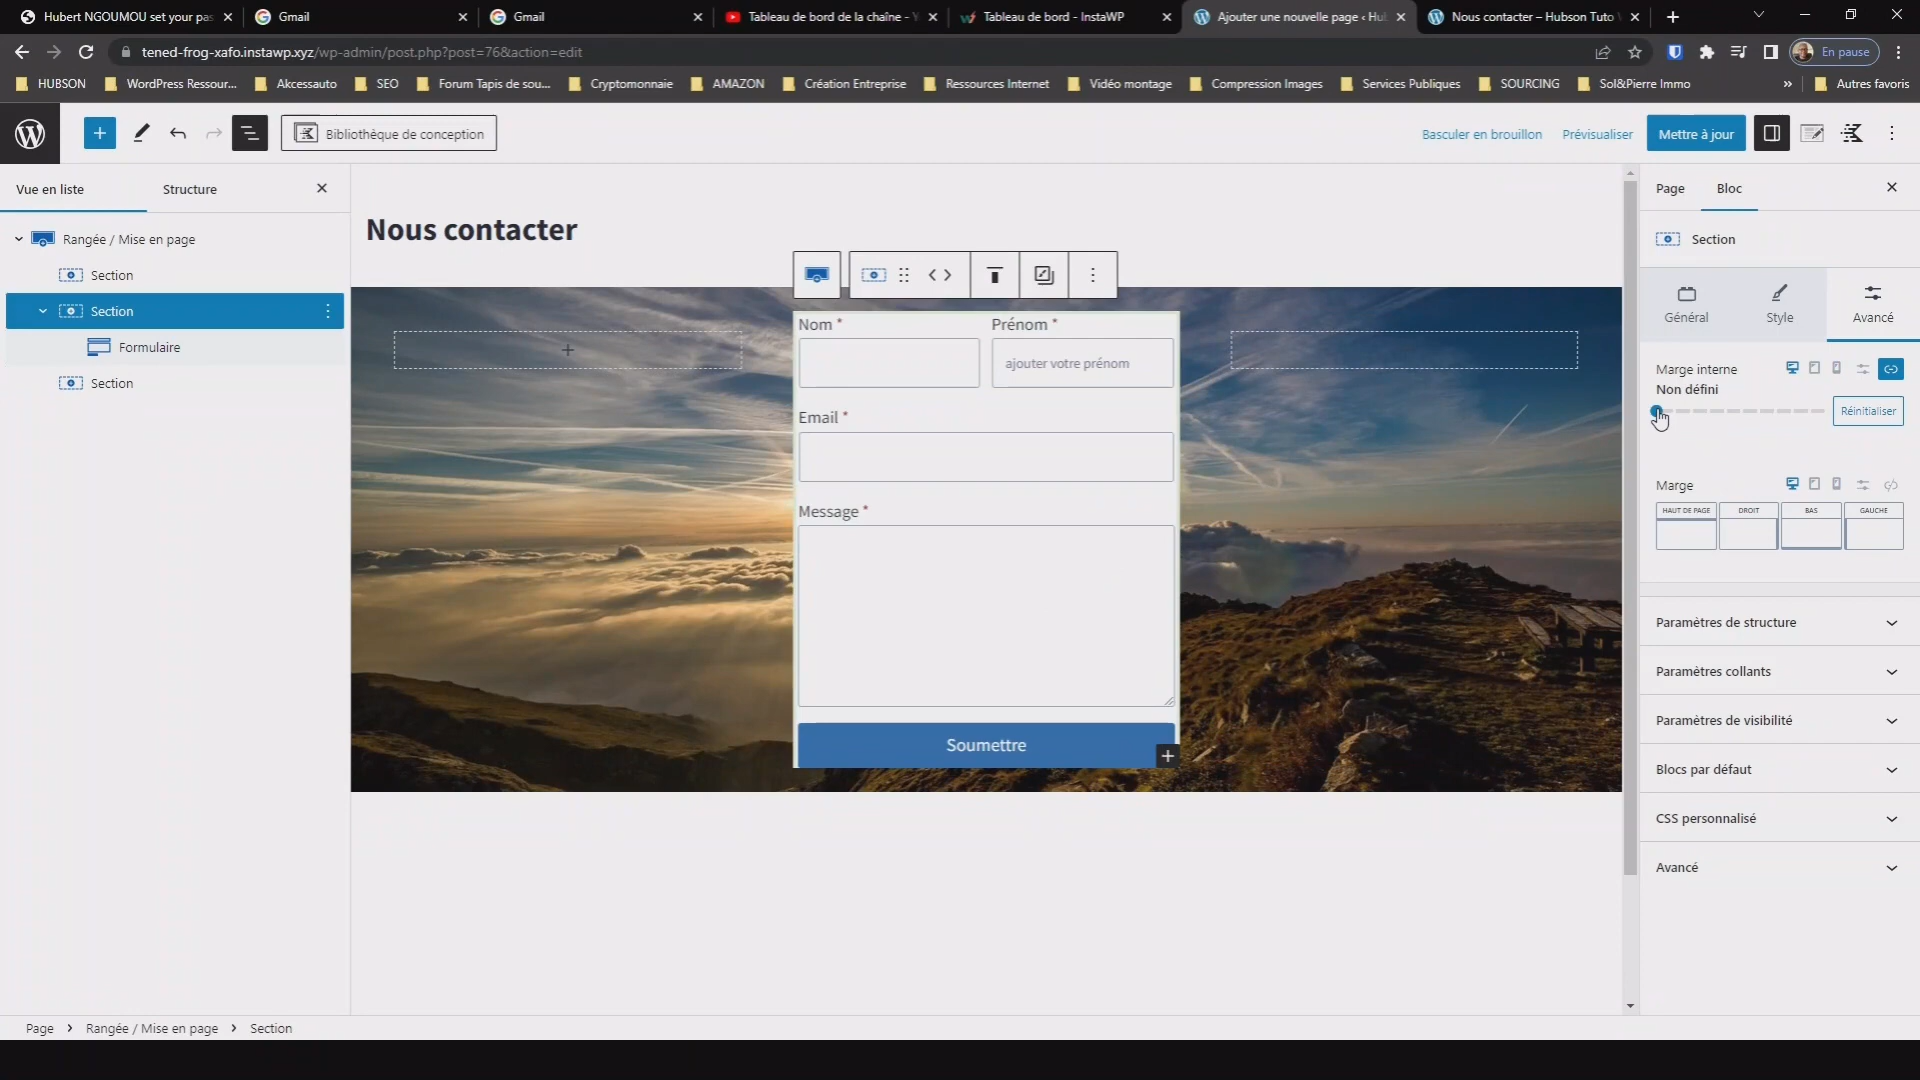 Hubert NGOUMOU set your pas
Gmail
Gmail
Tableau de bord de la chaîne - Y
Tableau de bord - InstaWP
Ajouter une nouvelle page ‹ Hub
Nous contacter – Hubson Tuto
tened-frog-xafo.instawp.xyz/wp-admin/post.php?post=76&action=edit
En pause
HUBSON
WordPress Ressour...
Akcessauto
SEO
Forum Tapis de sou...
Cryptomonnaie
AMAZON
Création Entreprise
Ressources Internet
Vidéo montage
Compression Images
Services Publiques
SOURCING
Sol&Pierre Immo
»
Autres favoris
Bibliothèque de conception
Basculer en brouillon
Prévisualiser
Mettre à jour
Vue en liste
Structure
Page
Bloc
Rangée / Mise en page
Section
Section
Formulaire
Section
Nous contacter
Nom *
Prénom *
ajouter votre prénom
Email *
Message *
Soumettre
Section
Général
Style
Avancé
Marge interne
Non défini
Réinitialiser
Marge
HAUT DE PAGE
DROIT
BAS
GAUCHE
Paramètres de structure
Paramètres collants
Paramètres de visibilité
Blocs par défaut
CSS personnalisé
Avancé
Page > Rangée / Mise en page > Section